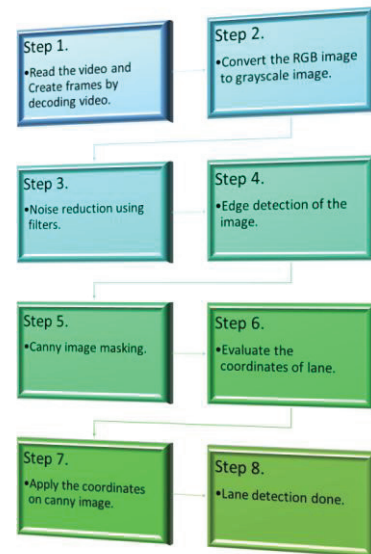 Step 1.
•Read the video and
Create frames by
decoding video.
Step 2.
•Convert the RGB image
to grayscale image.
Step 3.
•Noise reduction using
filters.
Step 4.
•Edge detection of the
image.
Step 5.
•Canny image masking.
Step 6.
•Evaluate the
coordinates of lane.
Step 7.
•Apply the coordinates
on canny image.
Step 8.
•Lane detection done.